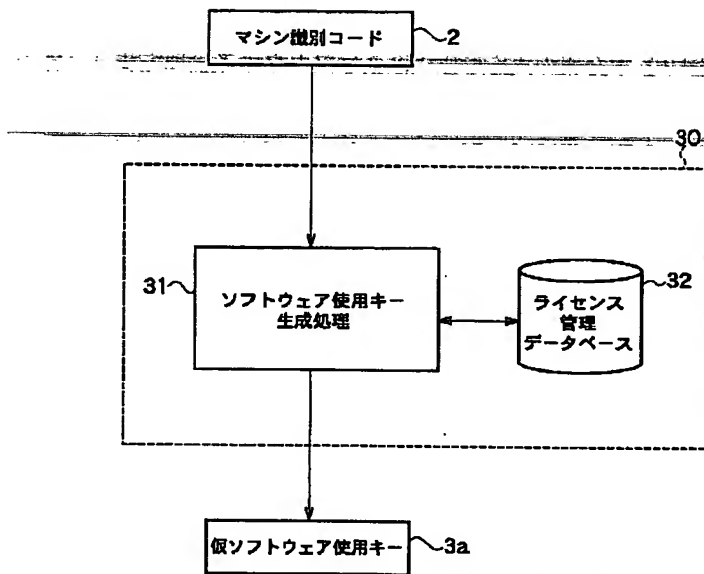 マシン識別コード
2
30
31
ソフトウェア使用キー
生成処理
32
ライセンス
管理
データベース
仮ソフトウェア使用キー
3a